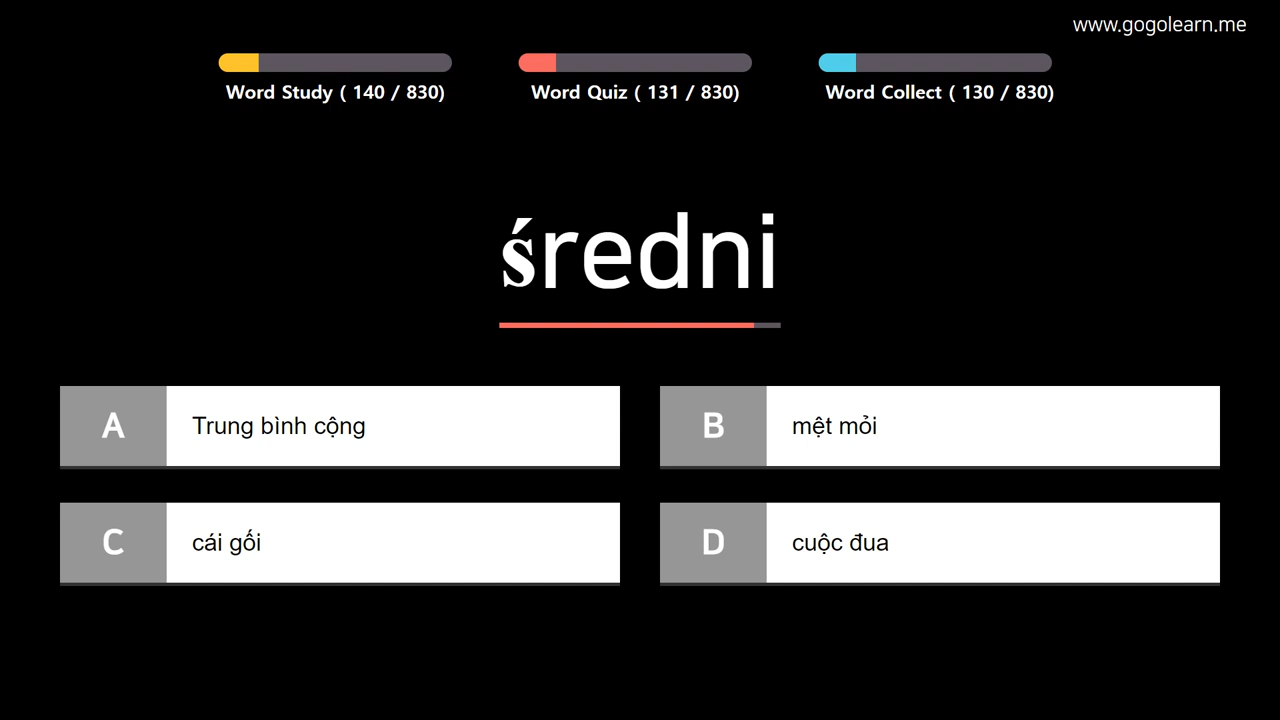 www.gogolearn.me
Word Study ( 140 / 830)
Word Quiz ( 131 / 830)
Word Collect ( 130 / 830)
średni
A Trung bình cộng
B mệt mỏi
C cái gối
D cuộc đua